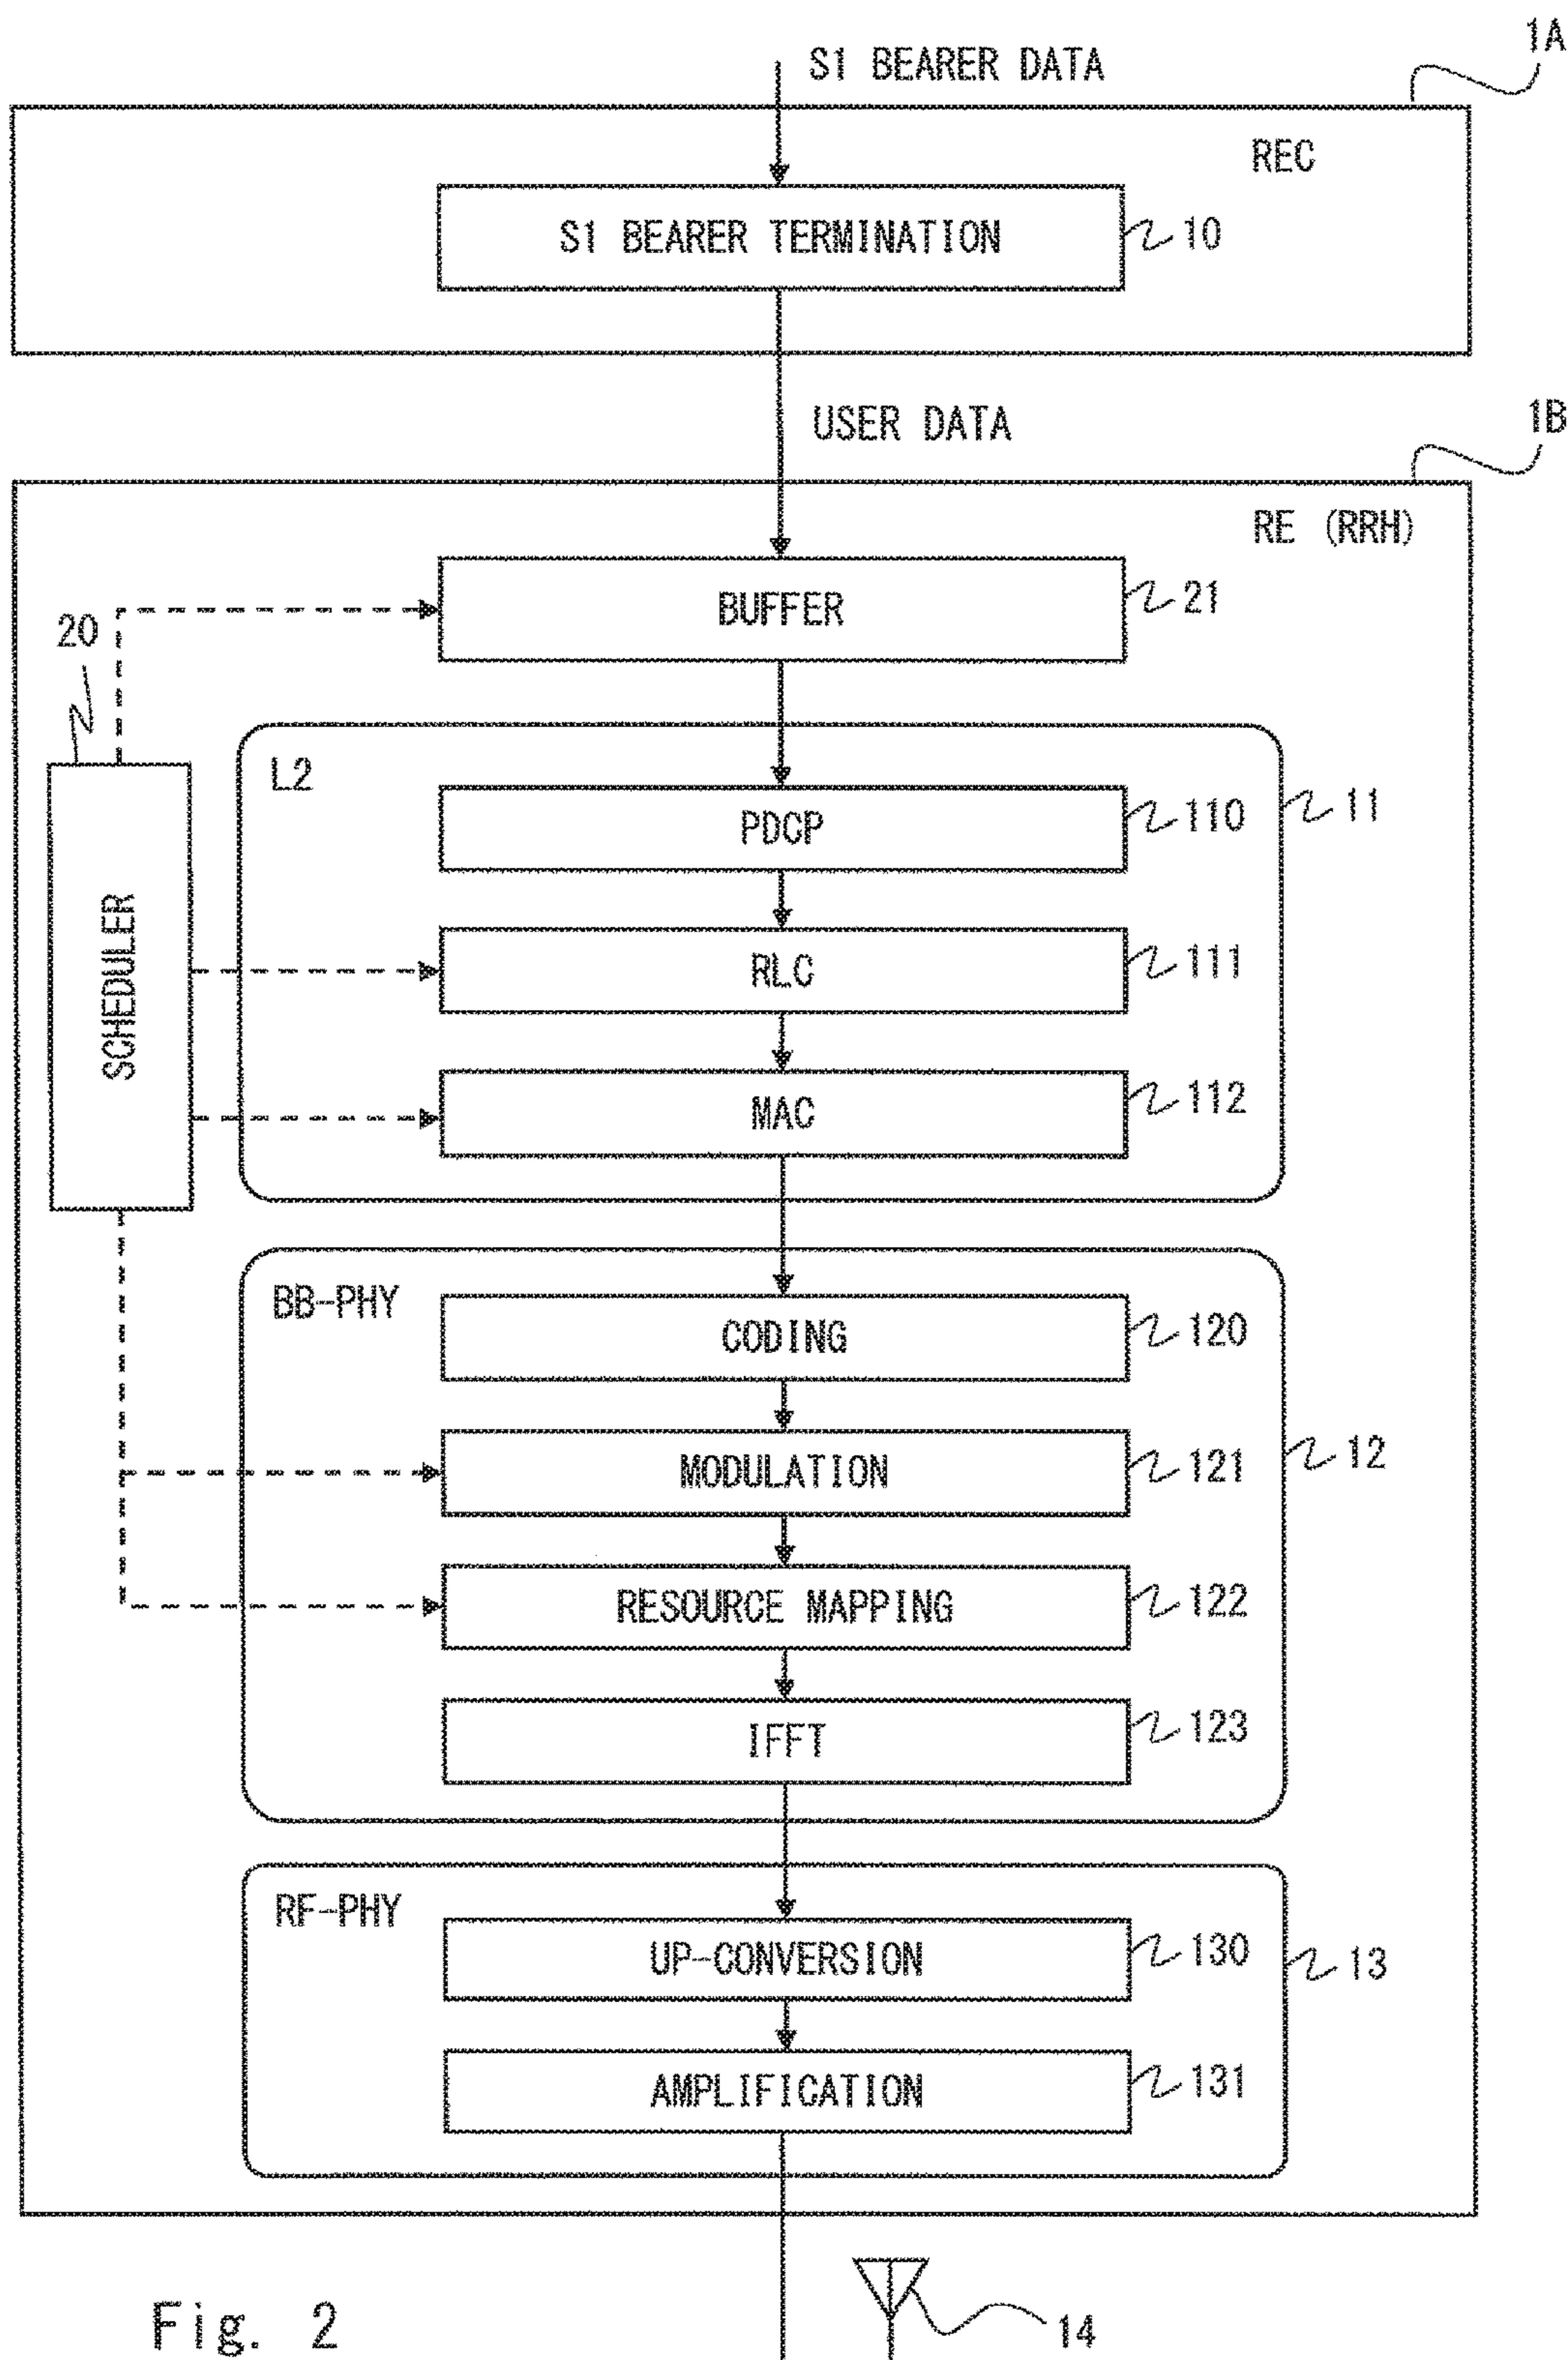 1A
S1 BEARER DATA
REC
S1 BEARER TERMINATION
10
USER DATA
1B
RE (RRH)
BUFFER
21
20
L2
PDCP
110
11
SCHEDULER
RLC
111
MAC
112
BB-PHY
CODING
120
MODULATION
121
12
RESOURCE MAPPING
122
IFFT
123
RF-PHY
UP-CONVERSION
130
13
AMPLIFICATION
131
14
Fig. 2